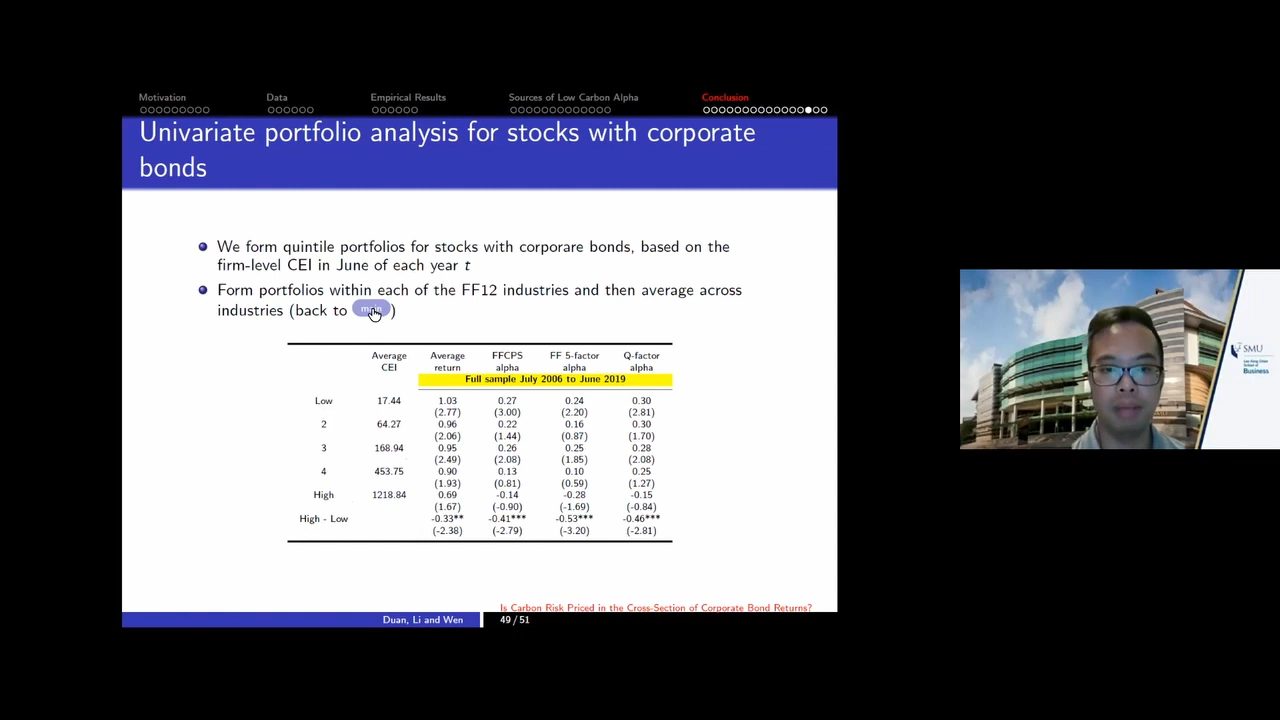 Motivation Data Empirical Results Sources of Low Carbon Alpha Conclusion
Univariate portfolio analysis for stocks with corporate
bonds
We form quintile portfolios for stocks with corporare bonds, based on the
firm-level CEI in June of each year t
Form portfolios within each of the FF12 industries and then average across
industries (back to main)
Average Average FFCPS FF 5-factor Q-factor
CEI return alpha alpha alpha
Full sample July 2006 to June 2019
Low 17.44 1.03 0.27 0.24 0.30
(2.77) (3.00) (2.20) (2.81)
2 64.27 0.96 0.22 0.16 0.30
(2.06) (1.44) (0.87) (1.70)
3 168.94 0.95 0.26 0.25 0.28
(2.49) (2.08) (1.85) (2.08)
4 453.75 0.90 0.13 0.10 0.25
(1.93) (0.81) (0.59) (1.27)
High 1218.84 0.69 -0.14 -0.28 -0.15
(1.67) (-0.90) (-1.69) (-0.84)
High - Low -0.33** -0.41*** -0.53*** -0.46***
(-2.38) (-2.79) (-3.20) (-2.81)
Is Carbon Risk Priced in the Cross-Section of Corporate Bond Returns?
Duan, Li and Wen 49 / 51
SMU
Lee Kong Chian
School of
Business